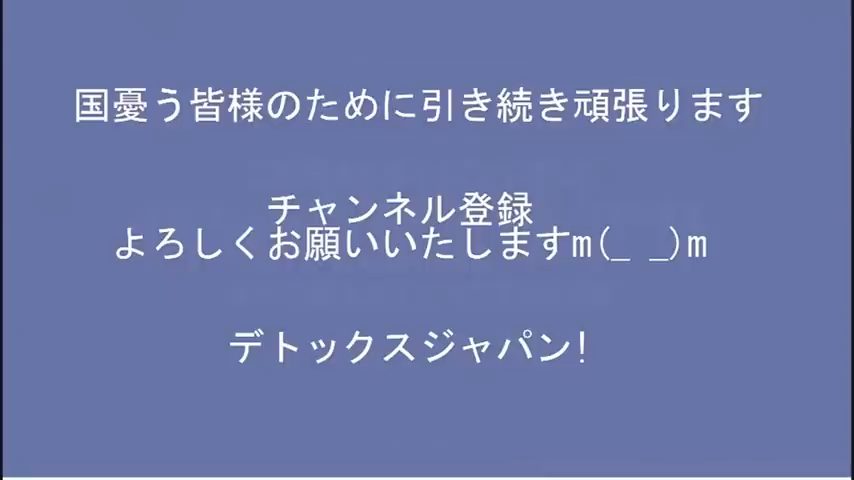 国憂う皆様のために引き続き頑張ります
チャンネル登録
よろしくお願いいたしますm(_ _)m
デトックスジャパン!